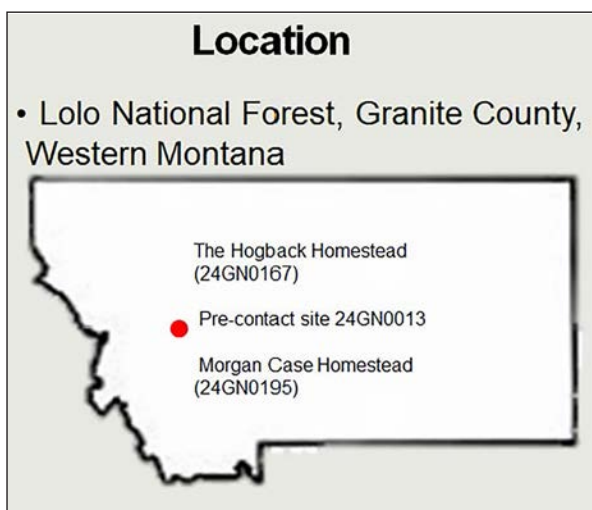 Location
• Lolo National Forest, Granite County,
Western Montana
The Hogback Homestead
(24GN0167)
Pre-contact site 24GN0013
Morgan Case Homestead
(24GN0195)